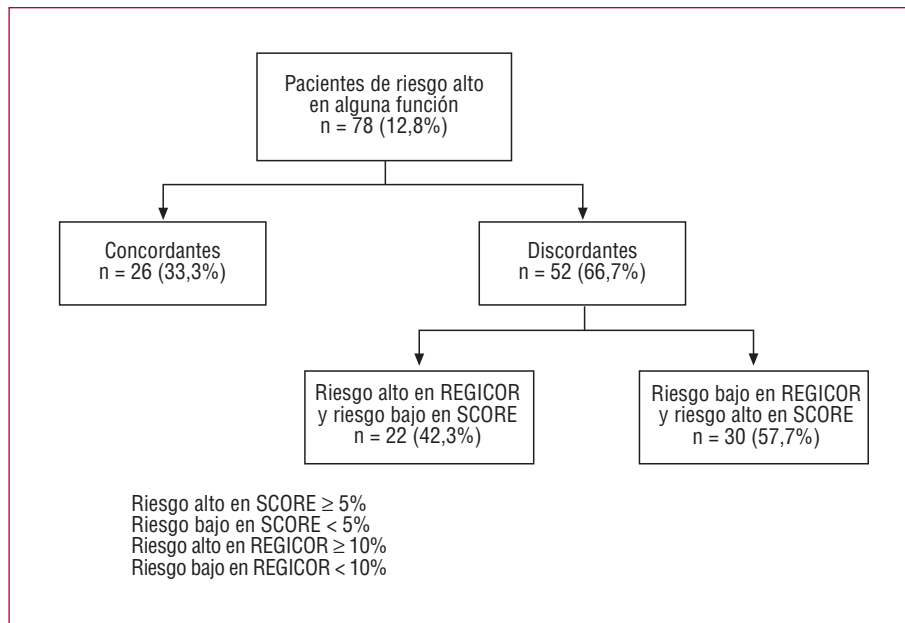 Pacientes de riesgo alto
en alguna función
n = 78 (12,8%)
Concordantes
n = 26 (33,3%)
Discordantes
n = 52 (66,7%)
Riesgo alto en REGICOR
y riesgo bajo en SCORE
n = 22 (42,3%)
Riesgo bajo en REGICOR
y riesgo alto en SCORE
n = 30 (57,7%)
Riesgo alto en SCORE ≥ 5%
Riesgo bajo en SCORE < 5%
Riesgo alto en REGICOR ≥ 10%
Riesgo bajo en REGICOR < 10%